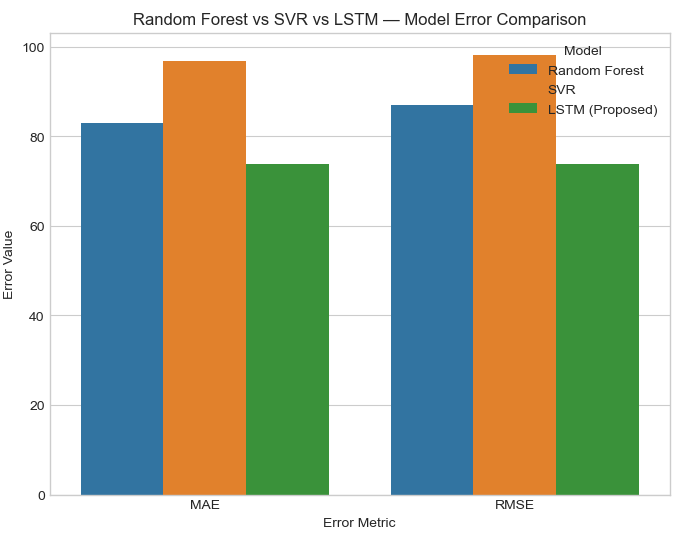 Random Forest vs SVR vs LSTM — Model Error Comparison
100
80
60
40
20
0
Error Value
Model
Random Forest
SVR
LSTM (Proposed)
MAE
RMSE
Error Metric